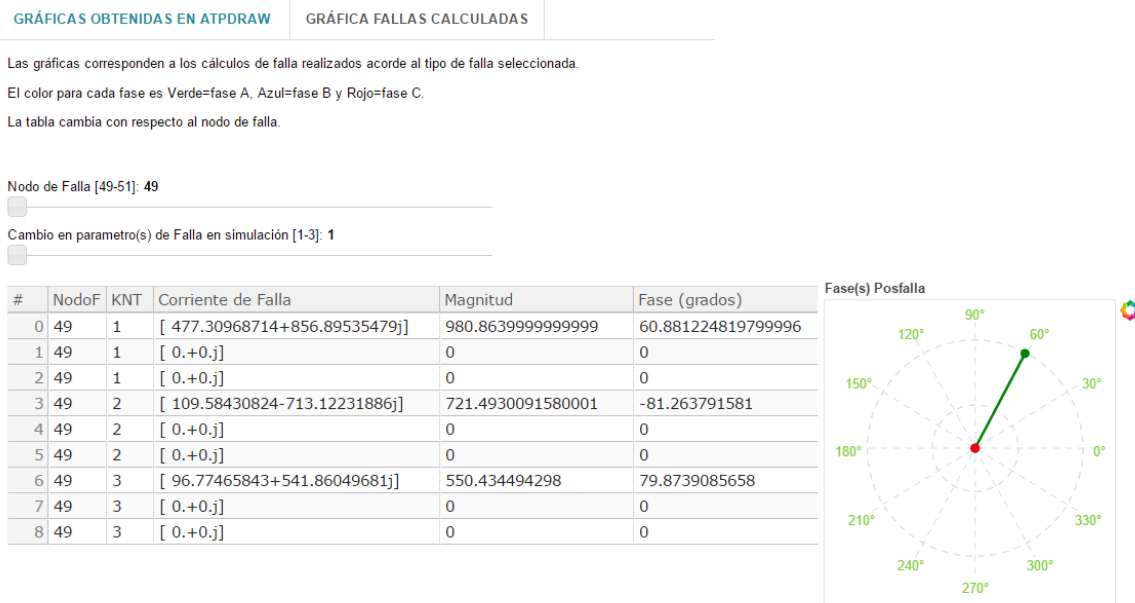 GRÁFICAS OBTENIDAS EN ATPDRAW GRÁFICA FALLAS CALCULADAS
Las gráficas corresponden a los cálculos de falla realizados acorde al tipo de falla seleccionada.
El color para cada fase es Verde=fase A, Azul=fase B y Rojo=fase C.
La tabla cambia con respecto al nodo de falla.
Nodo de Falla [49-51]: 49
Cambio en parametro(s) de Falla en simulación [1-3]: 1
# NodoF KNT Corriente de Falla Magnitud Fase (grados)
0 49 1 [ 477.30968714+856.89535479j] 980.8639999999999 60.881224819799996
1 49 1 [ 0.+0.j] 0 0
2 49 1 [ 0.+0.j] 0 0
3 49 2 [ 109.58430824-713.12231886j] 721.4930091580001 -81.263791581
4 49 2 [ 0.+0.j] 0 0
5 49 2 [ 0.+0.j] 0 0
6 49 3 [ 96.77465843+541.86049681j] 550.434494298 79.8739085658
7 49 3 [ 0.+0.j] 0 0
8 49 3 [ 0.+0.j] 0 0
Fase(s) Posfalla
90°
120° 60°
150° 30°
180° 0°
210° 330°
240° 300°
270°